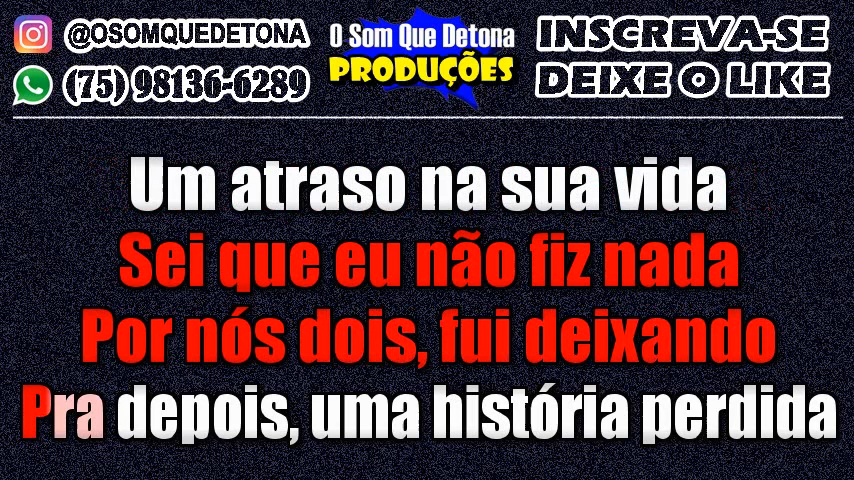 @OSOMQUEDETONA
(75) 98136-6289
O Som Que Detona
PRODUÇÕES
INSCREVA-SE
DEIXE O LIKE
Um atraso na sua vida
Sei que eu não fiz nada
Por nós dois, fui deixando
Pra depois, uma história perdida